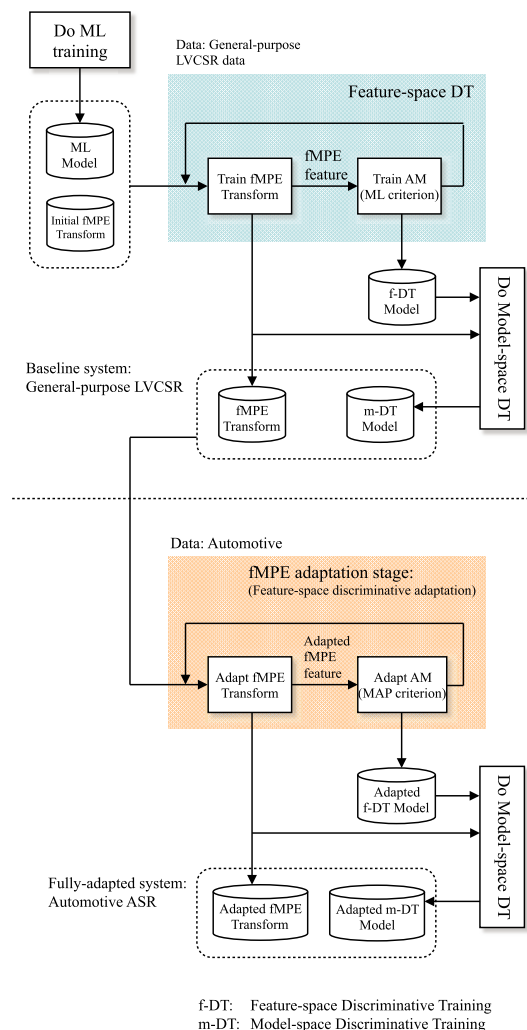 Do ML
training
Data: General-purpose
LVCSR data
Feature-space DT
ML
Model
Initial fMPE
Transform
Train fMPE
Transform
fMPE
feature
Train AM
(ML criterion)
f-DT
Model
Do Model-space DT
Baseline system:
General-purpose LVCSR
fMPE
Transform
m-DT
Model
Data: Automotive
fMPE adaptation stage:
(Feature-space discriminative adaptation)
Adapt fMPE
Transform
Adapted
fMPE
feature
Adapt AM
(MAP criterion)
Adapted
f-DT Model
Do Model-space DT
Fully-adapted system:
Automotive ASR
Adapted fMPE
Transform
Adapted m-DT
Model
f-DT: Feature-space Discriminative Training
m-DT: Model-space Discriminative Training